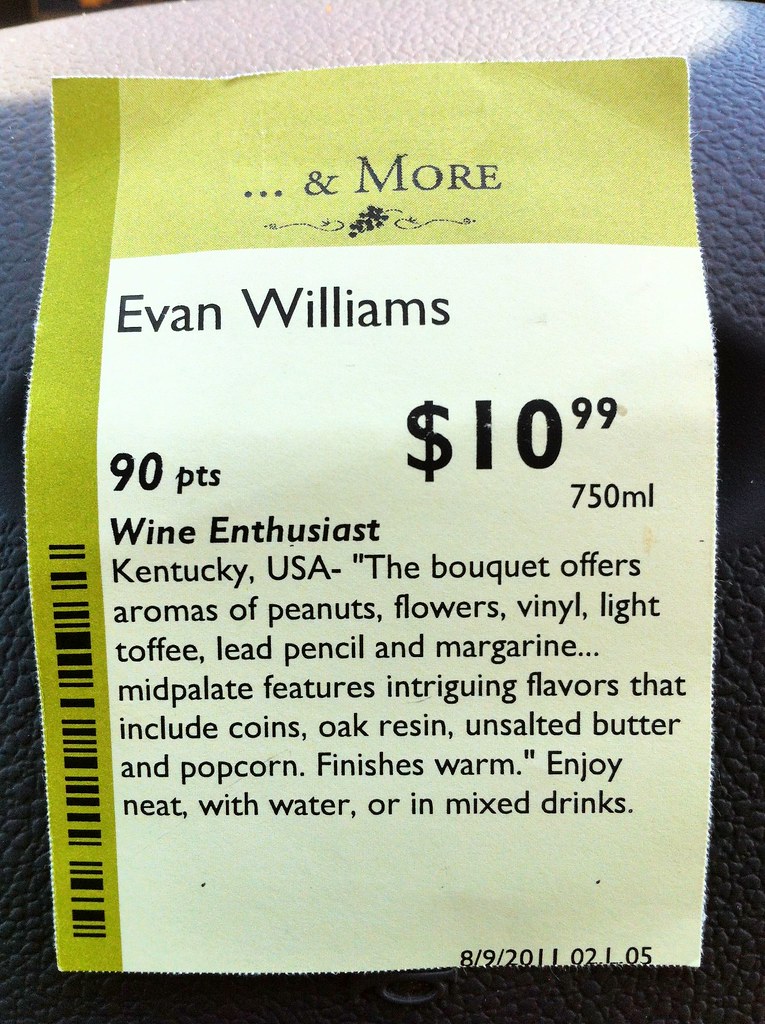 ... & MORE
Evan Williams
$10.99
90 pts
750ml
Wine Enthusiast
Kentucky, USA- "The bouquet offers
aromas of peanuts, flowers, vinyl, light
toffee, lead pencil and margarine...
midpalate features intriguing flavors that
include coins, oak resin, unsalted butter
and popcorn. Finishes warm." Enjoy
neat, with water, or in mixed drinks.
8/9/2011 02.L.05